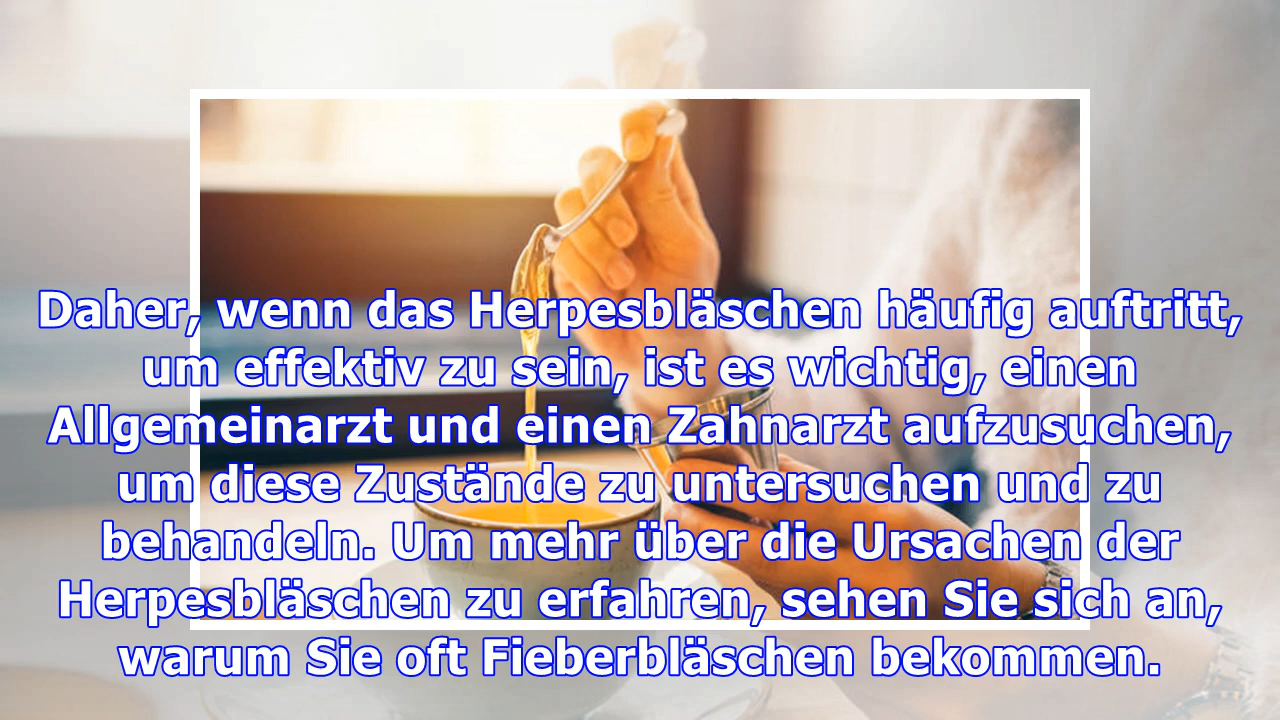 Daher, wenn das Herpesbläschen häufig auftritt,
um effektiv zu sein, ist es wichtig, einen
Allgemeinarzt und einen Zahnarzt aufzusuchen,
um diese Zustände zu untersuchen und zu
behandeln. Um mehr über die Ursachen der
Herpesbläschen zu erfahren, sehen Sie sich an,
warum Sie oft Fieberbläschen bekommen.